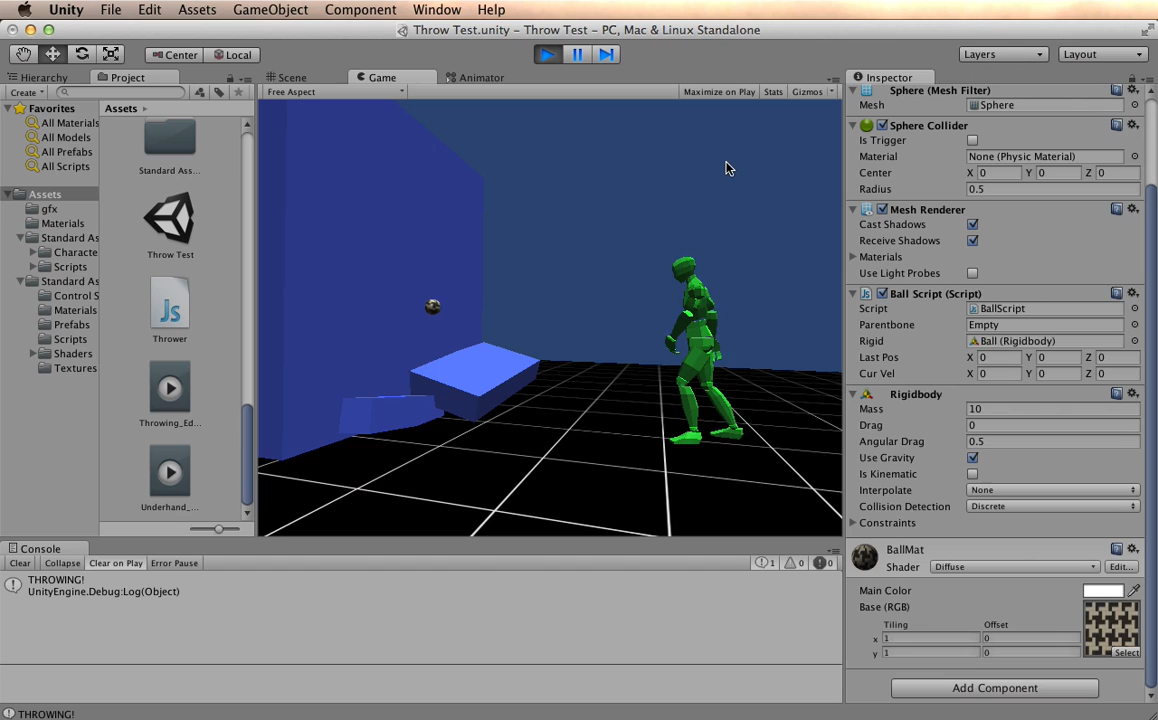 Unity File Edit Assets GameObject Component Window Help
Throw Test.unity – Throw Test – PC, Mac & Linux Standalone
Center Local Layers Layout
Hierarchy Project Scene Game Animator Inspector
Create Free Aspect Maximize on Play Stats Gizmos
Favorites
All Materials
All Models
All Prefabs
All Scripts
Assets
gfx
Materials
Standard As
Characte
Scripts
Standard As
Control S
Materials
Prefabs
Scripts
Shaders
Textures
Assets
Standard Ass...
Throw Test
Js
Thrower
Throwing_Ed...
Underhand_...
Sphere (Mesh Filter)
Mesh Sphere
Sphere Collider
Is Trigger
Material None (Physic Material)
Center X 0 Y 0 Z 0
Radius 0.5
Mesh Renderer
Cast Shadows
Receive Shadows
Materials
Use Light Probes
Ball Script (Script)
Script BallScript
Parentbone Empty
Rigid Ball (Rigidbody)
Last Pos X 0 Y 0 Z 0
Cur Vel X 0 Y 0 Z 0
Rigidbody
Mass 10
Drag 0
Angular Drag 0.5
Use Gravity
Is Kinematic
Interpolate None
Collision Detection Discrete
Constraints
BallMat
Shader Diffuse Edit...
Main Color
Base (RGB)
Tiling Offset
x 1 0
y 1 0
Select
Add Component
Console
Clear Collapse Clear on Play Error Pause 1 0 0
THROWING!
UnityEngine.Debug:Log(Object)
THROWING!